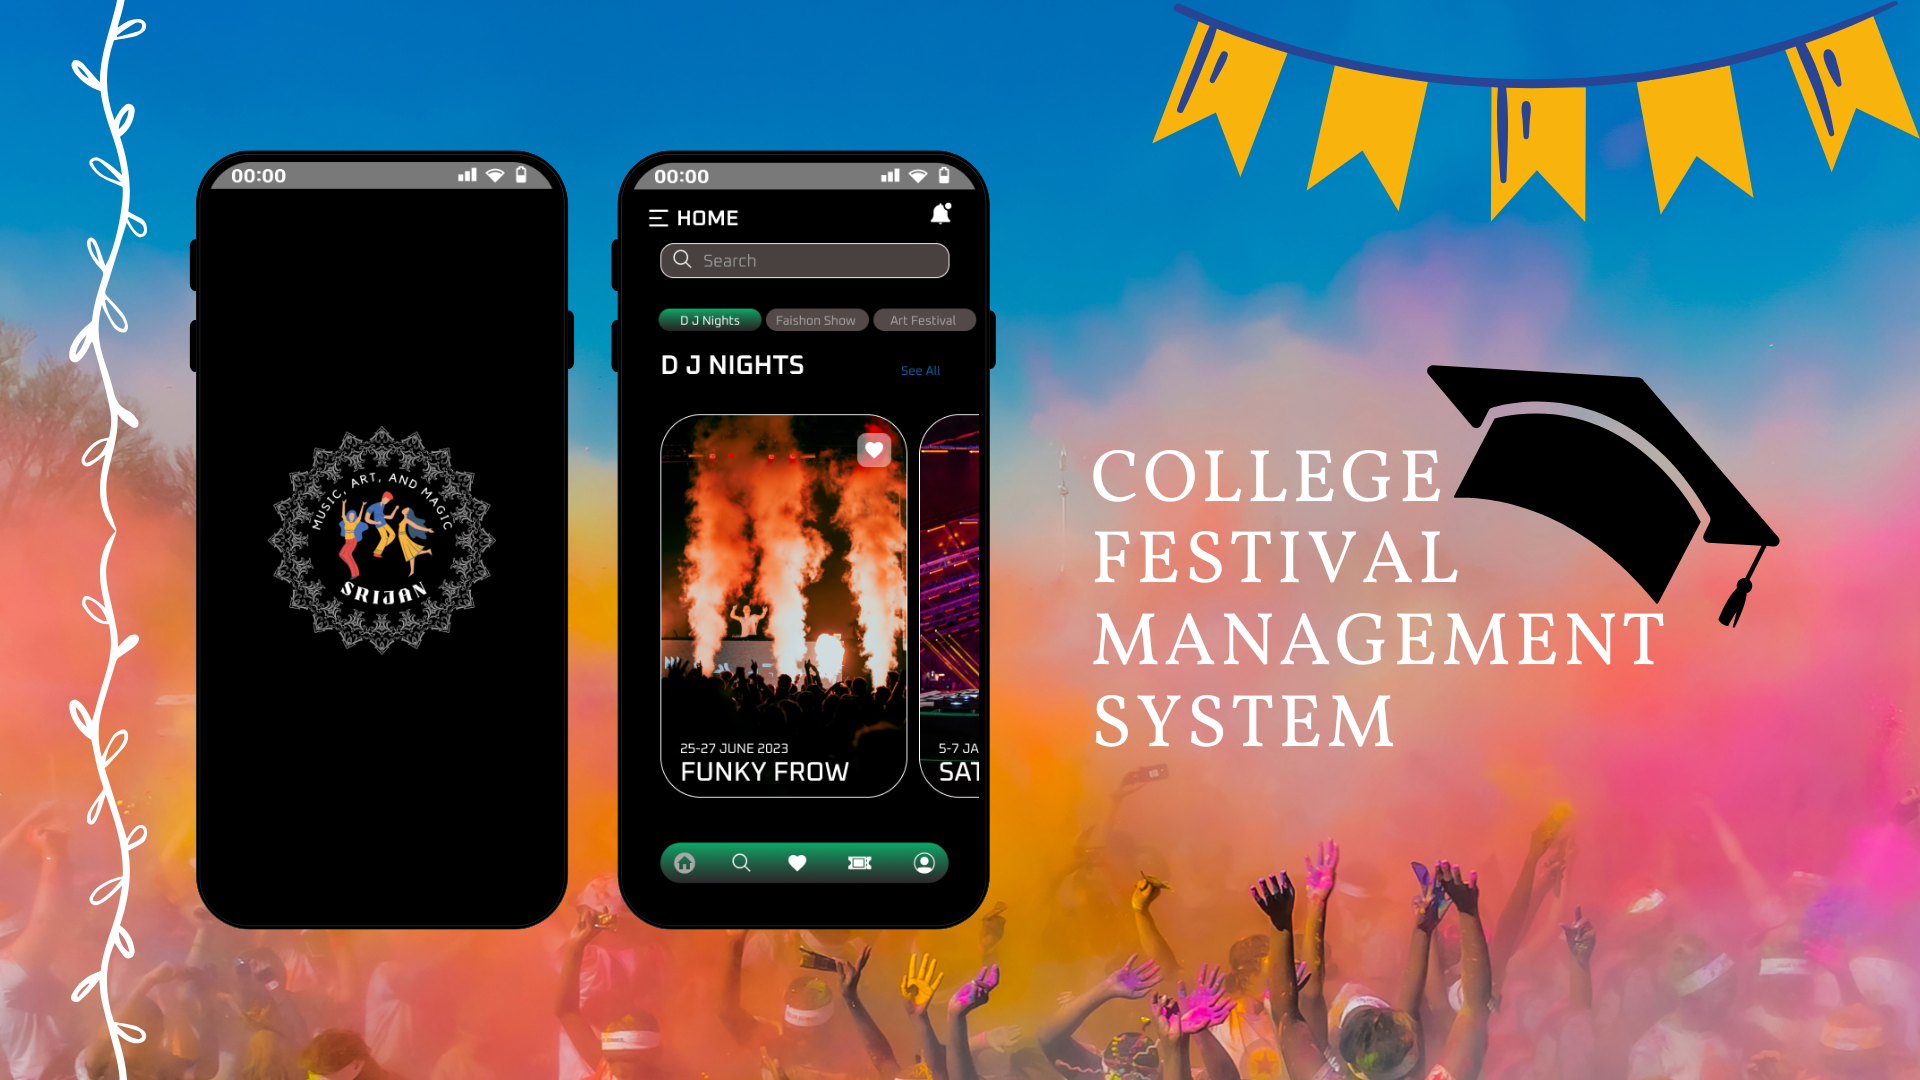 00:00
MUSIC, ART, AND MAGIC
SRIJAN
00:00
HOME
Search
D J Nights
Faishon Show
Art Festival
D J NIGHTS
See All
25-27 JUNE 2023
FUNKY FROW
5-7 JA
SAT
COLLEGE
FESTIVAL
MANAGEMENT
SYSTEM